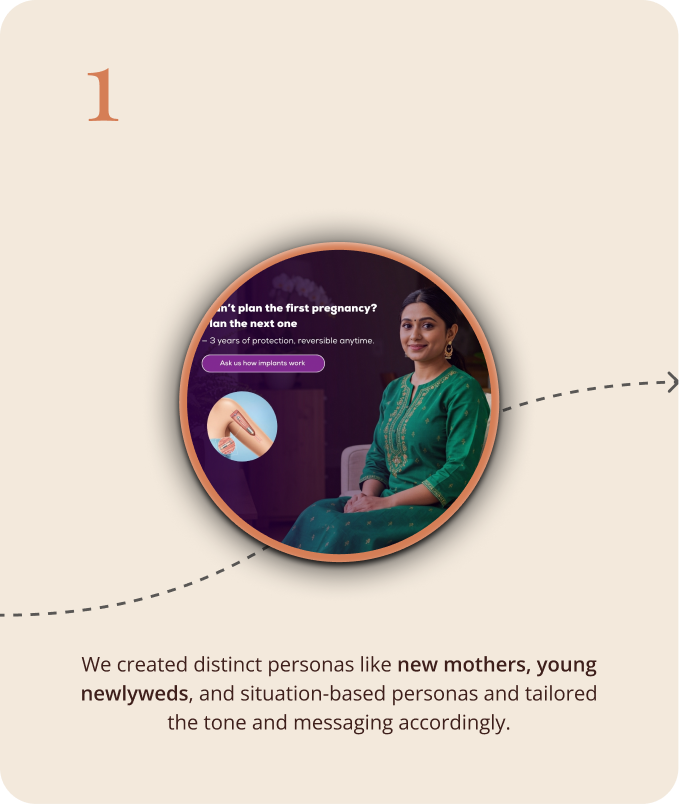 1
plan the first pregnancy?
the next one
– 3 years of protection, reversible anytime.
Ask us how implants work
We created distinct personas like new mothers, young
newlyweds, and situation-based personas and tailored
the tone and messaging accordingly.